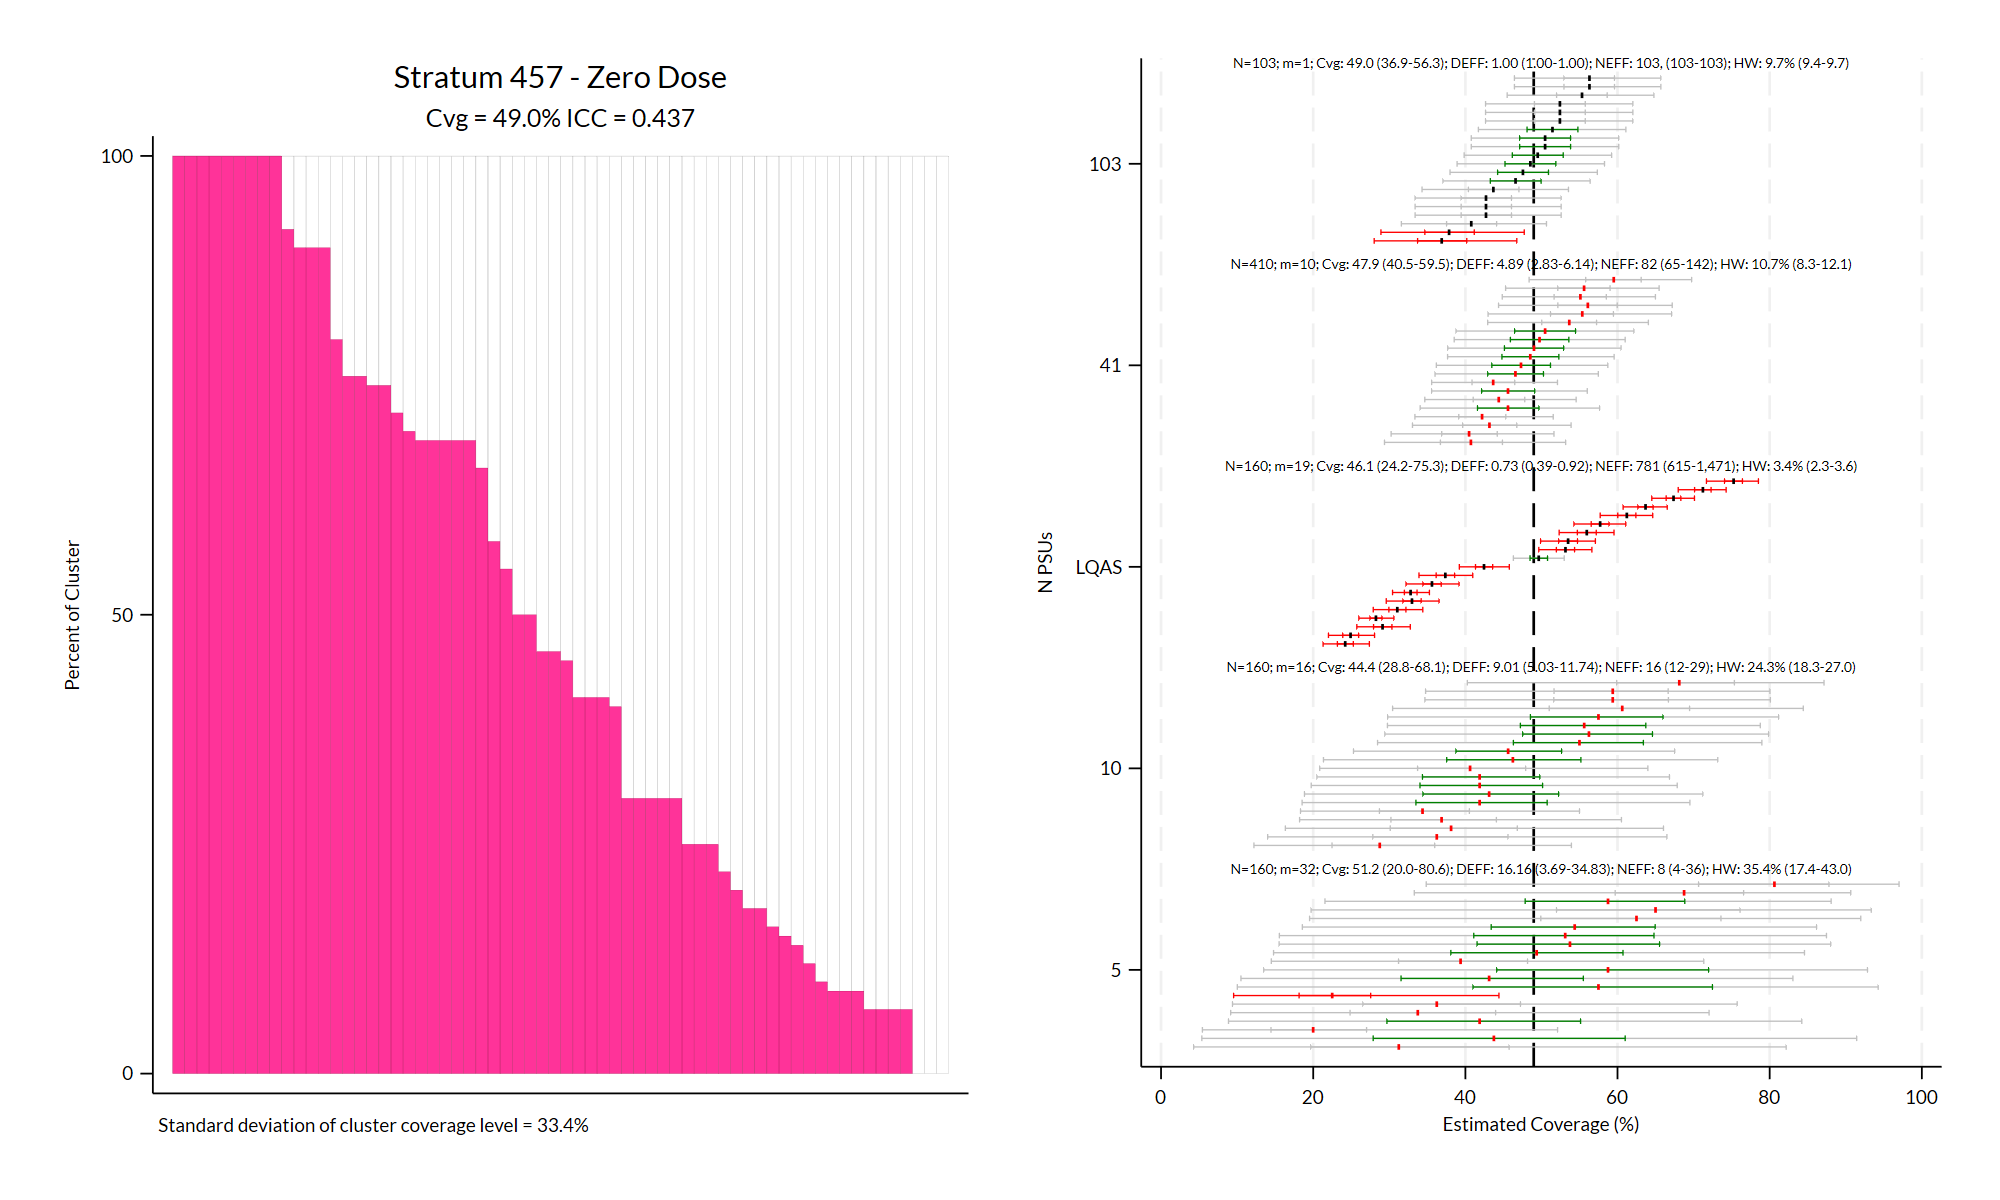 Stratum 457 - Zero Dose
Cvg = 49.0% ICC = 0.437
100
50
0
Percent of Cluster
Standard deviation of cluster coverage level = 33.4%
N PSUs
N=103; m=1; Cvg: 49.0 (36.9-56.3); DEFF: 1.00 (1.00-1.00); NEFF: 103, (103-103); HW: 9.7% (9.4-9.7)
103
N=410; m=10; Cvg: 47.9 (40.5-59.5); DEFF: 4.89 (2.83-6.14); NEFF: 82 (65-142); HW: 10.7% (8.3-12.1)
41
N=160; m=19; Cvg: 46.1 (24.2-75.3); DEFF: 0.73 (0.39-0.92); NEFF: 781 (615-1,471); HW: 3.4% (2.3-3.6)
LQAS
N=160; m=16; Cvg: 44.4 (28.8-68.1); DEFF: 9.01 (5.03-11.74); NEFF: 16 (12-29); HW: 24.3% (18.3-27.0)
10
N=160; m=32; Cvg: 51.2 (20.0-80.6); DEFF: 16.16 (3.69-34.83); NEFF: 8 (4-36); HW: 35.4% (17.4-43.0)
5
0 20 40 60 80 100
Estimated Coverage (%)